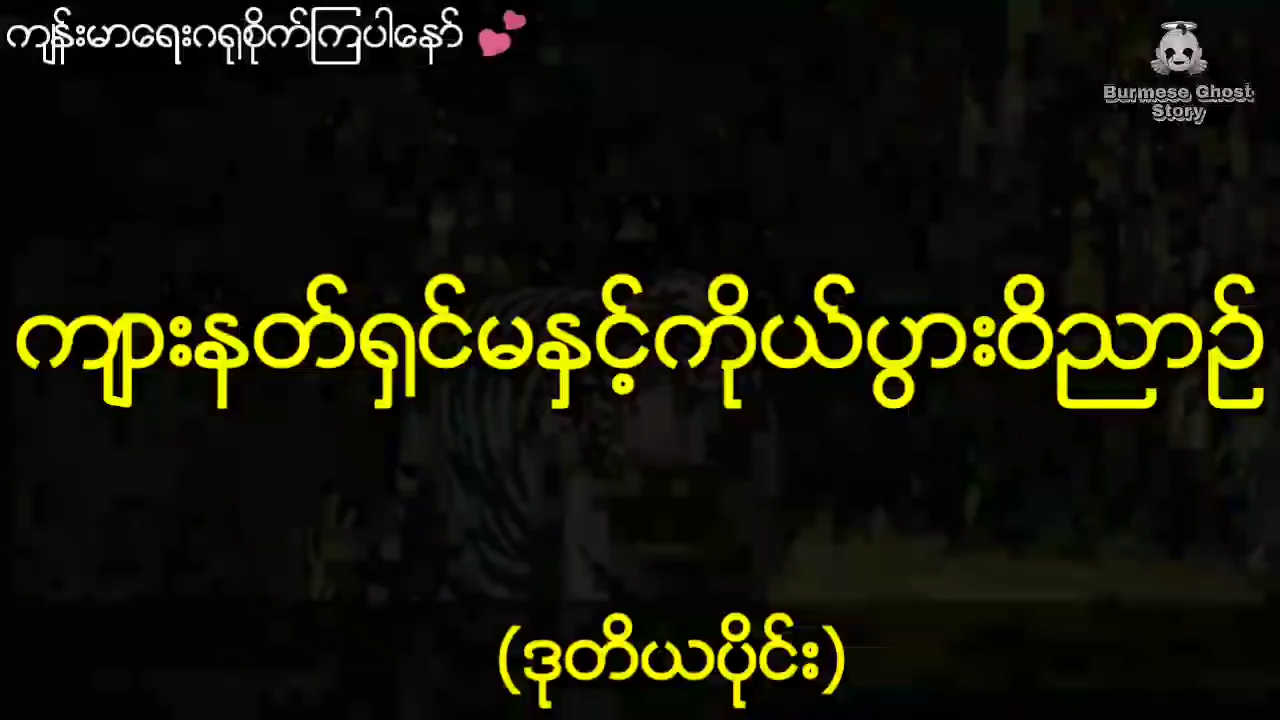 ကျန်းမာရေးဂရုစိုက်ကြပါနော် 💕
Burmese Ghost
Story
ကျားနတ်ရှင်မနှင့်ကိုယ်ပွားဝိညာဉ်
(ဒုတိယပိုင်း)